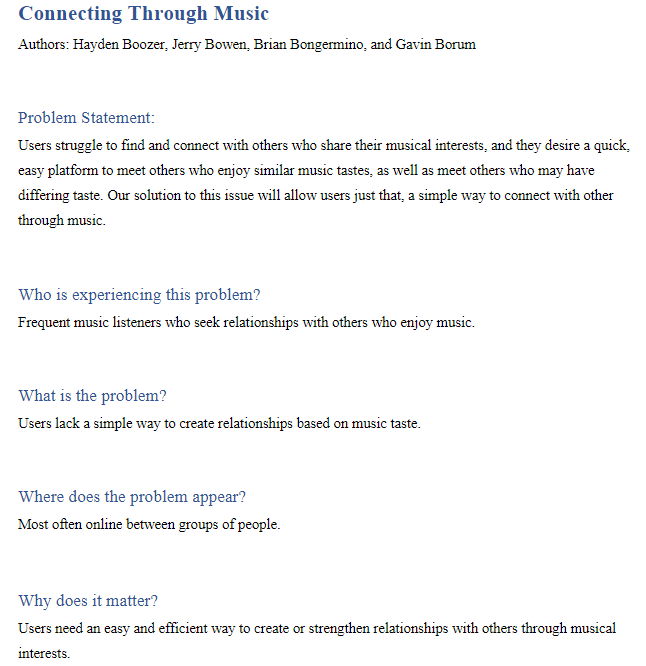 Connecting Through Music
Authors: Hayden Boozer, Jerry Bowen, Brian Bongermino, and Gavin Borum
Problem Statement:
Users struggle to find and connect with others who share their musical interests, and they desire a quick,
easy platform to meet others who enjoy similar music tastes, as well as meet others who may have
differing taste. Our solution to this issue will allow users just that, a simple way to connect with other
through music.
Who is experiencing this problem?
Frequent music listeners who seek relationships with others who enjoy music.
What is the problem?
Users lack a simple way to create relationships based on music taste.
Where does the problem appear?
Most often online between groups of people.
Why does it matter?
Users need an easy and efficient way to create or strengthen relationships with others through musical
interests.